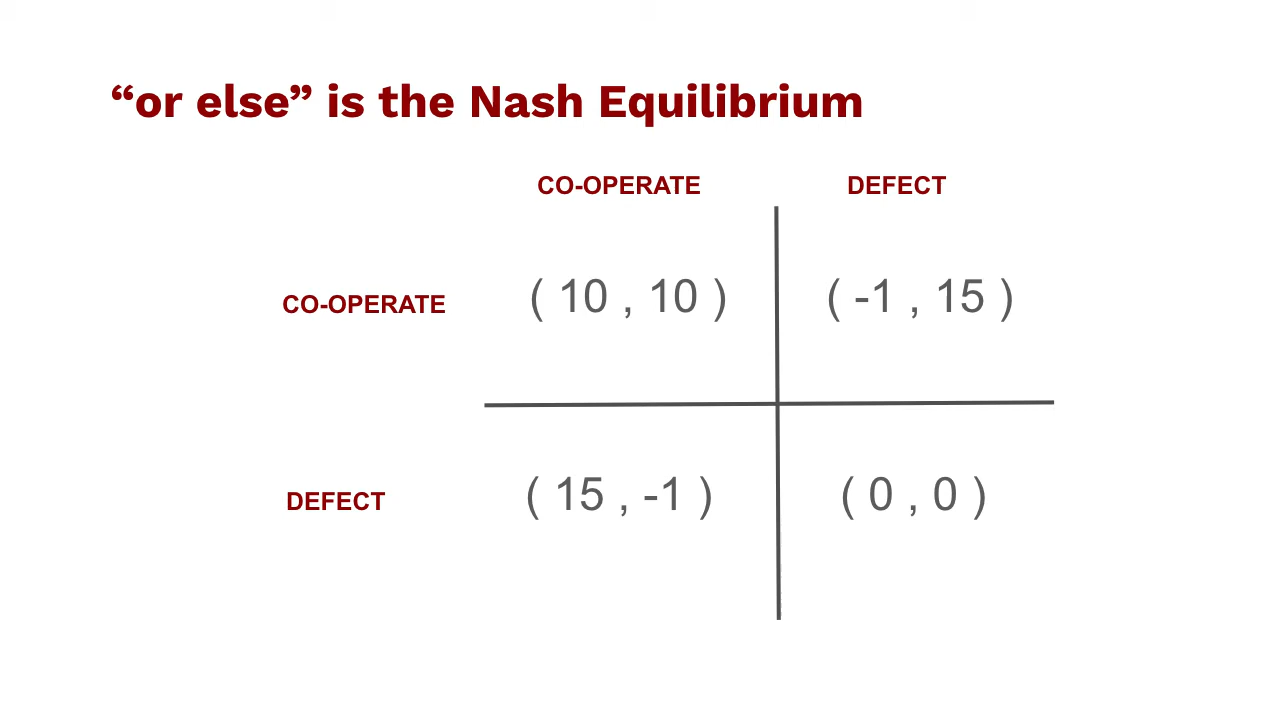 “or else” is the Nash Equilibrium
CO-OPERATE DEFECT
CO-OPERATE ( 10 , 10 ) ( -1 , 15 )
DEFECT ( 15 , -1 ) ( 0 , 0 )